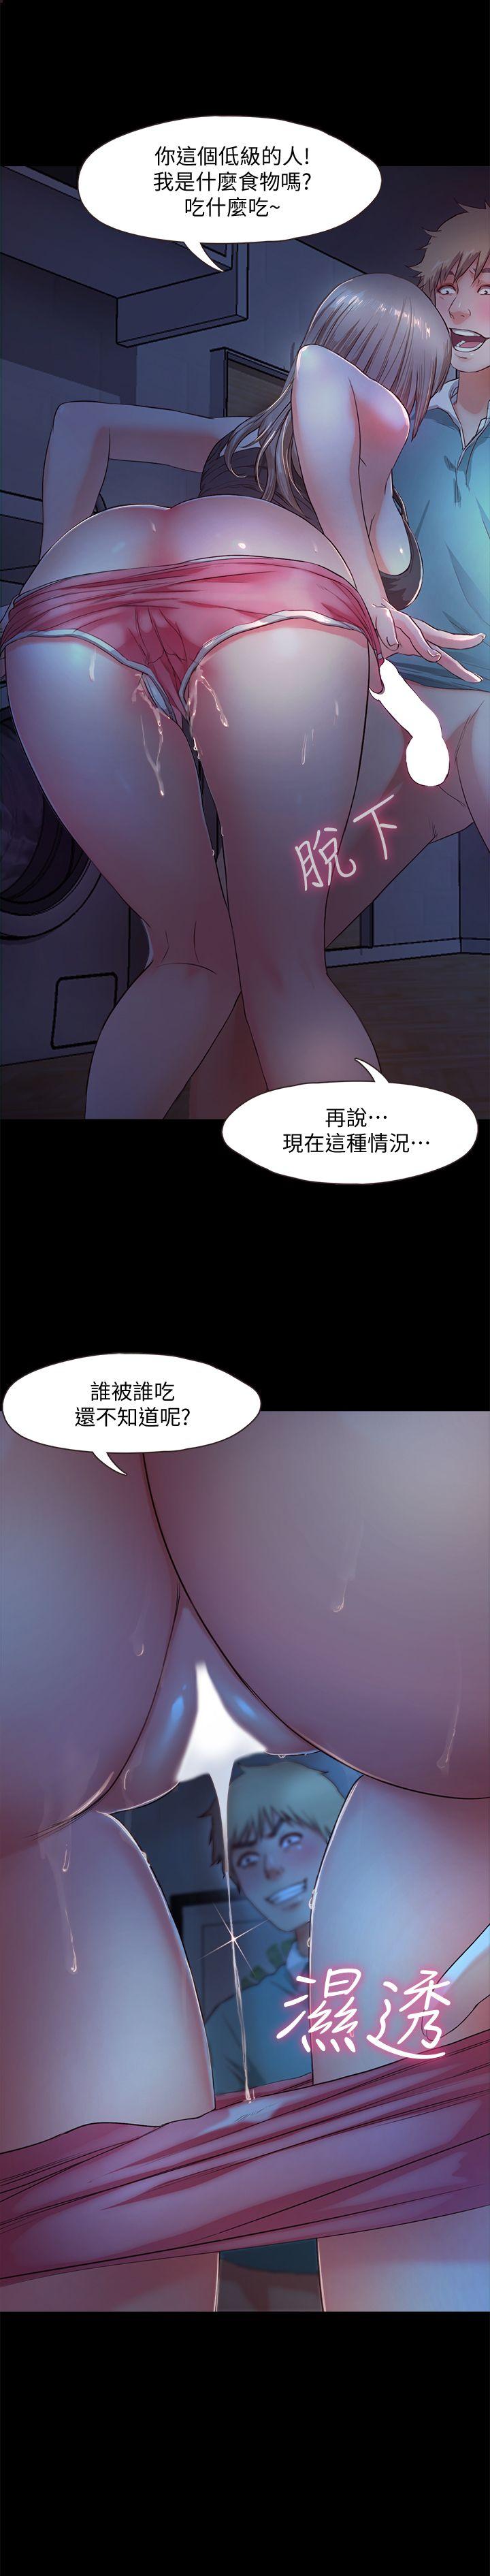 你這個低級的人!
我是什麼食物嗎?
吃什麼吃~
脫下
再說…
現在這種情況…
誰被誰吃
還不知道呢?
濕透